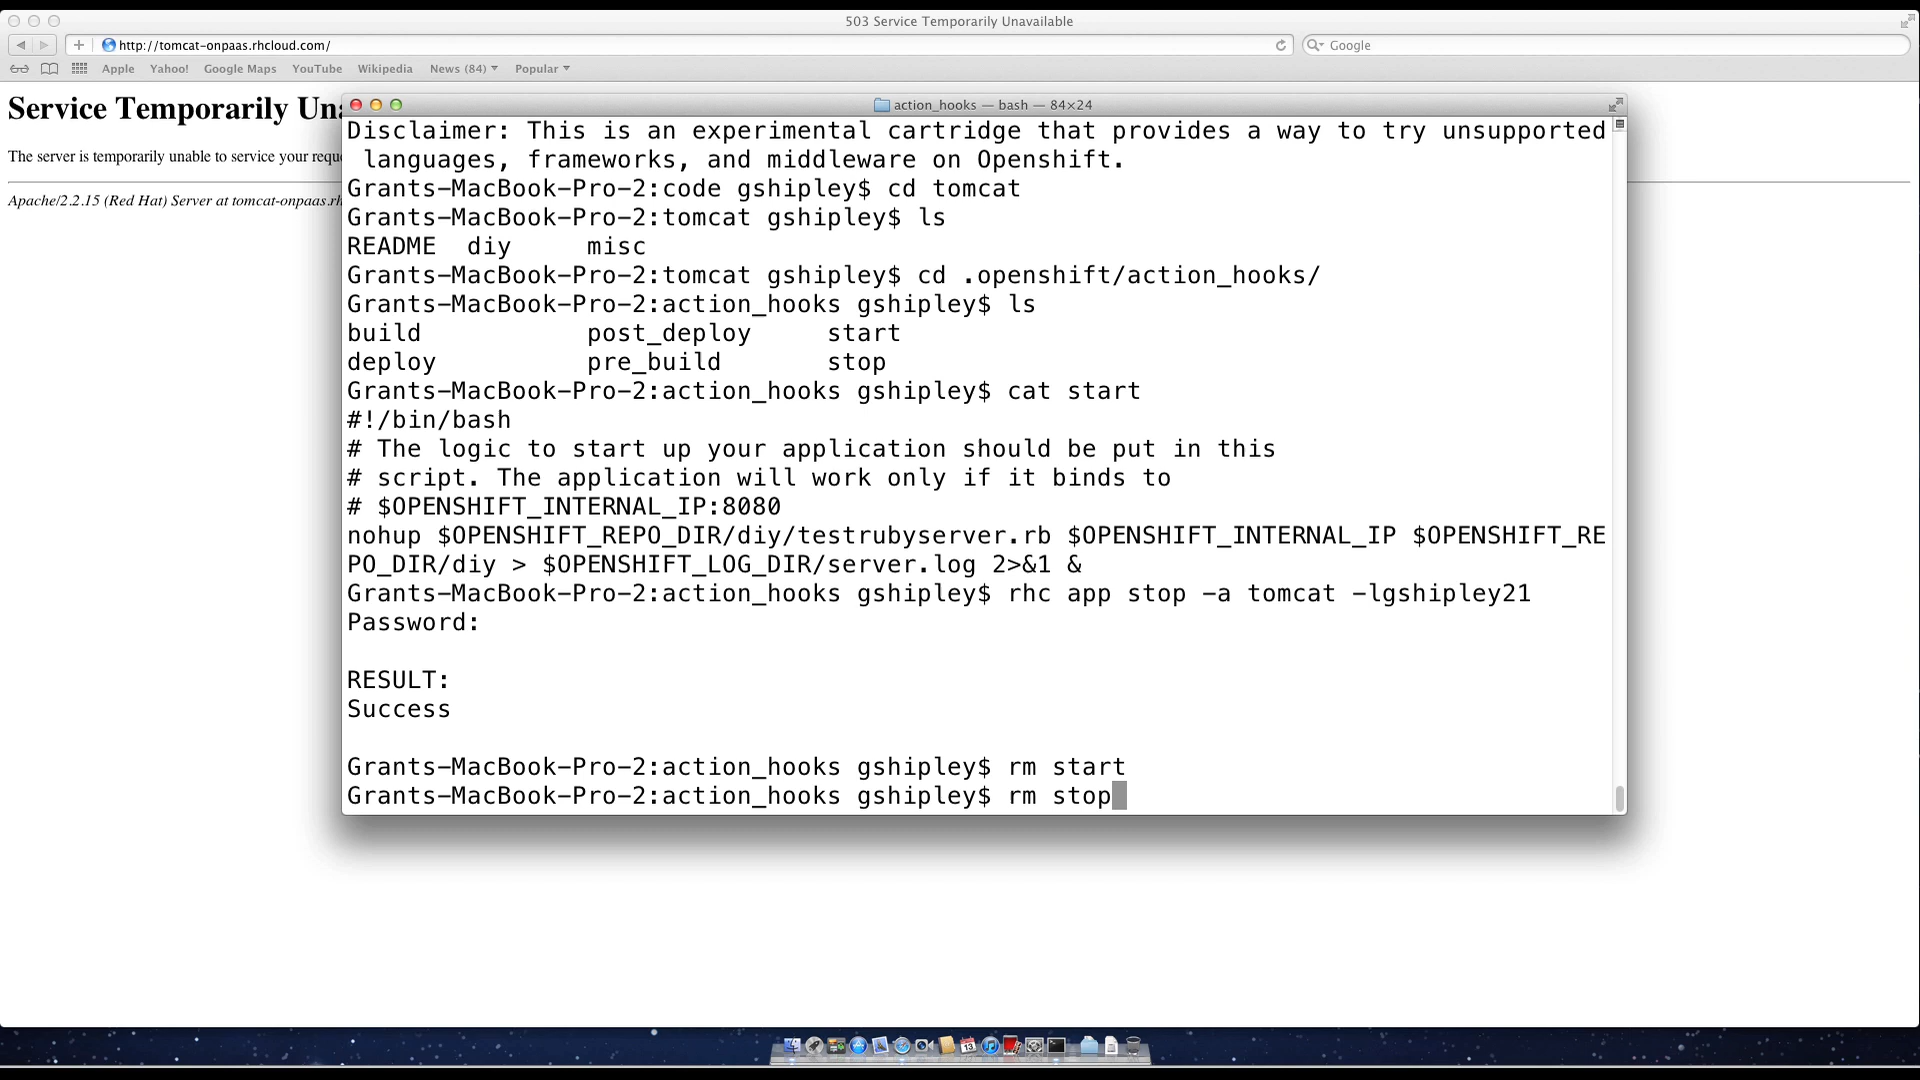 503 Service Temporarily Unavailable
http://tomcat-onpaas.rhcloud.com/
Google
Apple Yahoo! Google Maps YouTube Wikipedia News (84) Popular
Service Temporarily Una
The server is temporarily unable to service your reque
Apache/2.2.15 (Red Hat) Server at tomcat-onpaas.rh
action_hooks — bash — 84×24
Disclaimer: This is an experimental cartridge that provides a way to try unsupported
languages, frameworks, and middleware on Openshift.
Grants-MacBook-Pro-2:code gshipley$ cd tomcat
Grants-MacBook-Pro-2:tomcat gshipley$ ls
README diy misc
Grants-MacBook-Pro-2:tomcat gshipley$ cd .openshift/action_hooks/
Grants-MacBook-Pro-2:action_hooks gshipley$ ls
build post_deploy start
deploy pre_build stop
Grants-MacBook-Pro-2:action_hooks gshipley$ cat start
#!/bin/bash
# The logic to start up your application should be put in this
# script. The application will work only if it binds to
# $OPENSHIFT_INTERNAL_IP:8080
nohup $OPENSHIFT_REPO_DIR/diy/testrubyserver.rb $OPENSHIFT_INTERNAL_IP $OPENSHIFT_RE
PO_DIR/diy > $OPENSHIFT_LOG_DIR/server.log 2>&1 &
Grants-MacBook-Pro-2:action_hooks gshipley$ rhc app stop -a tomcat -lgshipley21
Password:
RESULT:
Success
Grants-MacBook-Pro-2:action_hooks gshipley$ rm start
Grants-MacBook-Pro-2:action_hooks gshipley$ rm stop
13